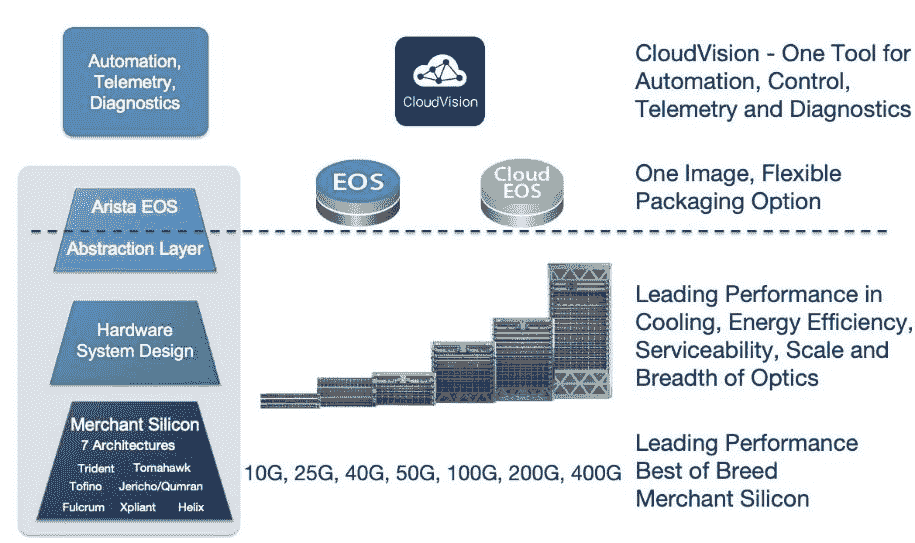 Automation,
Telemetry,
Diagnostics
CloudVision
CloudVision - One Tool for
Automation, Control,
Telemetry and Diagnostics
Arista EOS
Abstraction Layer
EOS
Cloud
EOS
One Image, Flexible
Packaging Option
Hardware
System Design
Leading Performance in
Cooling, Energy Efficiency,
Serviceability, Scale and
Breadth of Optics
Merchant Silicon
7 Architectures
Trident Tomahawk
Tofino Jericho/Qumran
Fulcrum Xpliant Helix
10G, 25G, 40G, 50G, 100G, 200G, 400G
Leading Performance
Best of Breed
Merchant Silicon